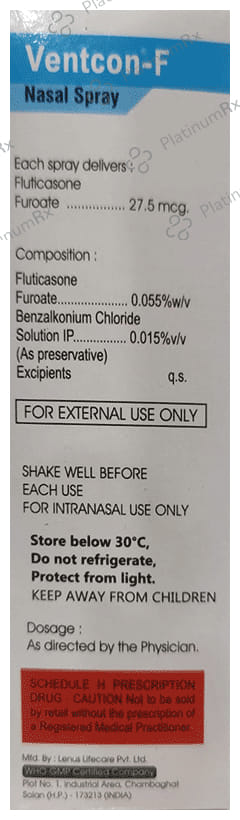 Ventcon-F
Nasal Spray
Each spray delivers :
Fluticasone
Furoate ................ 27.5 mcg.
Composition :
Fluticasone
Furoate.................... 0.055%w/v
Benzalkonium Chloride
Solution IP................ 0.015%v/v
(As preservative)
Excipients q.s.
FOR EXTERNAL USE ONLY
SHAKE WELL BEFORE
EACH USE
FOR INTRANASAL USE ONLY
Store below 30°C,
Do not refrigerate,
Protect from light.
KEEP AWAY FROM CHILDREN
Dosage :
As directed by the Physician.
SCHEDULE H PRESCRIPTION
DRUG - CAUTION Not to be sold
by retail without the prescription of
a Registered Medical Practitioner.
Mfd. By : Lenus Lifecare Pvt. Ltd.
WHO GMP Certified Company
Plot No. 1, Industrial Area, Chambaghat
Solan (H.P.) - 173213 (INDIA)
PlatinumRx
PlatinumRx